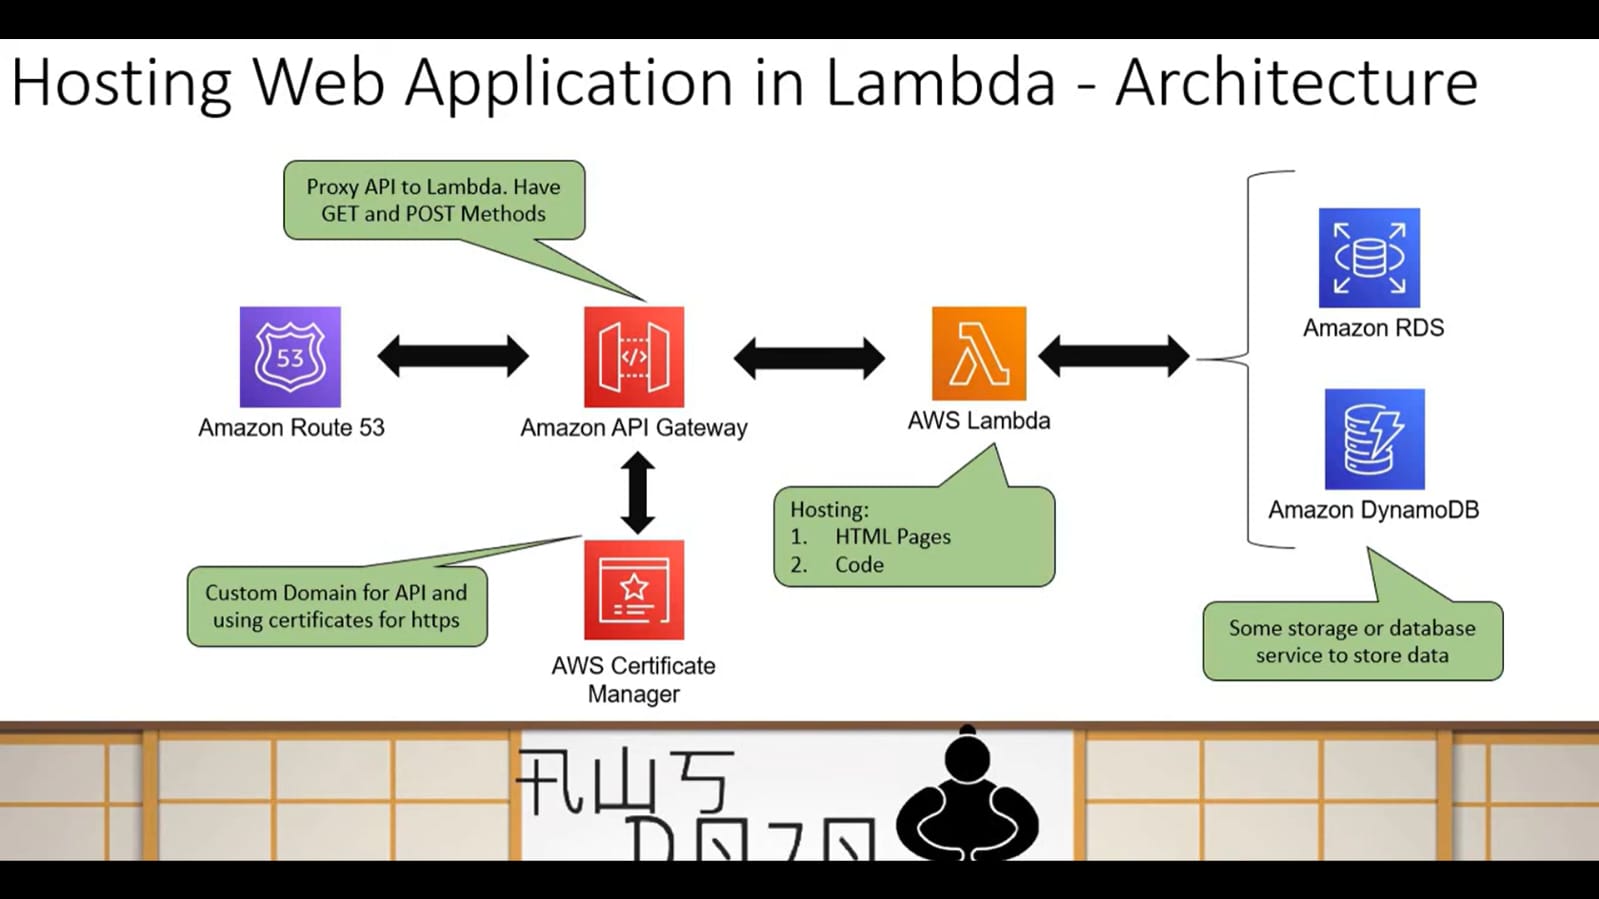 Hosting Web Application in Lambda - Architecture
Proxy API to Lambda. Have
GET and POST Methods
53
</>
Amazon Route 53
Amazon API Gateway
AWS Lambda
Amazon RDS
Amazon DynamoDB
Hosting:
1. HTML Pages
2. Code
Custom Domain for API and
using certificates for https
AWS Certificate
Manager
Some storage or database
service to store data